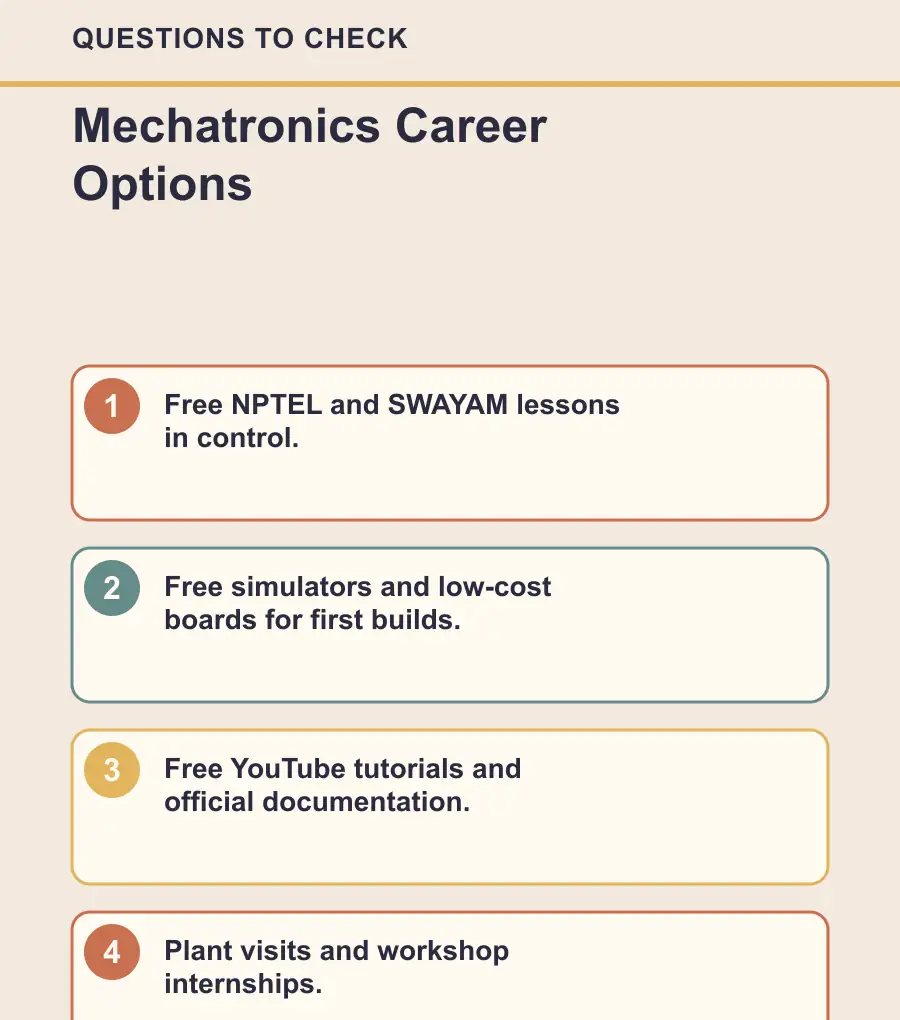 QUESTIONS TO CHECK
Mechatronics Career
Options
1
Free NPTEL and SWAYAM lessons
in control.
2
Free simulators and low-cost
boards for first builds.
3
Free YouTube tutorials and
official documentation.
4
Plant visits and workshop
internships.